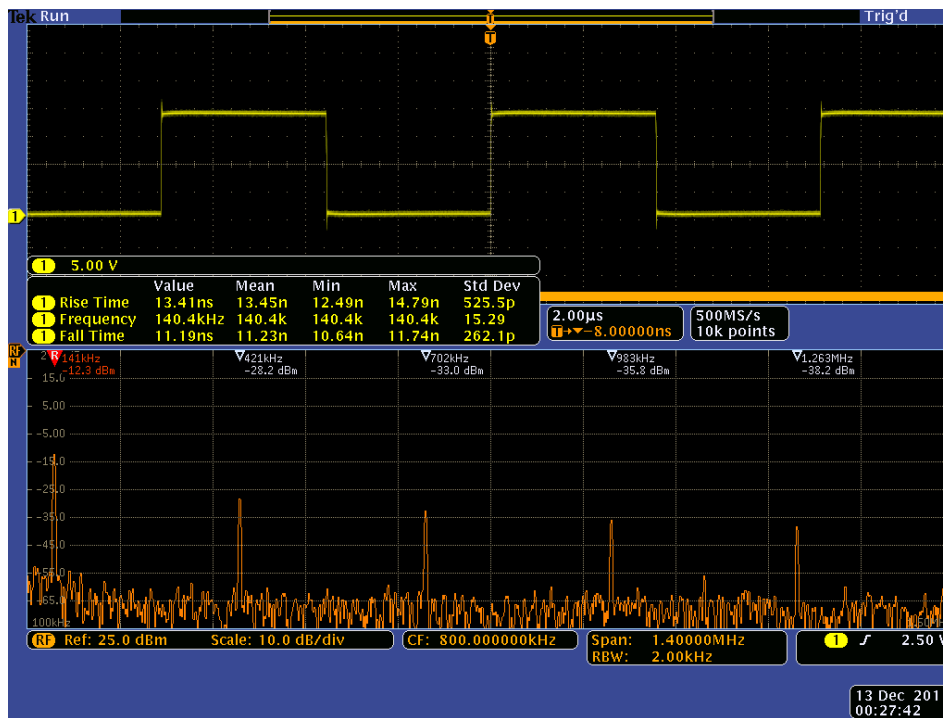 Tek Run Trig'd
T
T
1
1 5.00 V
Value Mean Min Max Std Dev
1 Rise Time 13.41ns 13.45n 12.49n 14.79n 525.5p
1 Frequency 140.4kHz 140.4k 140.4k 140.4k 15.29
1 Fall Time 11.19ns 11.23n 10.64n 11.74n 262.1p
2.00µs
T→▼-8.00000ns
500MS/s
10k points
RF
N
R 141kHz 421kHz 702kHz 983kHz 1.263MHz
-12.3 dBm -28.2 dBm -33.0 dBm -35.8 dBm -38.2 dBm
15.0
5.00
-5.00
-15.0
-25.0
-35.0
-45.0
-55.0
-65.0
100kHz
RF Ref: 25.0 dBm Scale: 10.0 dB/div
CF: 800.000000kHz
Span: 1.40000MHz
RBW: 2.00kHz
1 2.50 V
13 Dec 201
00:27:42